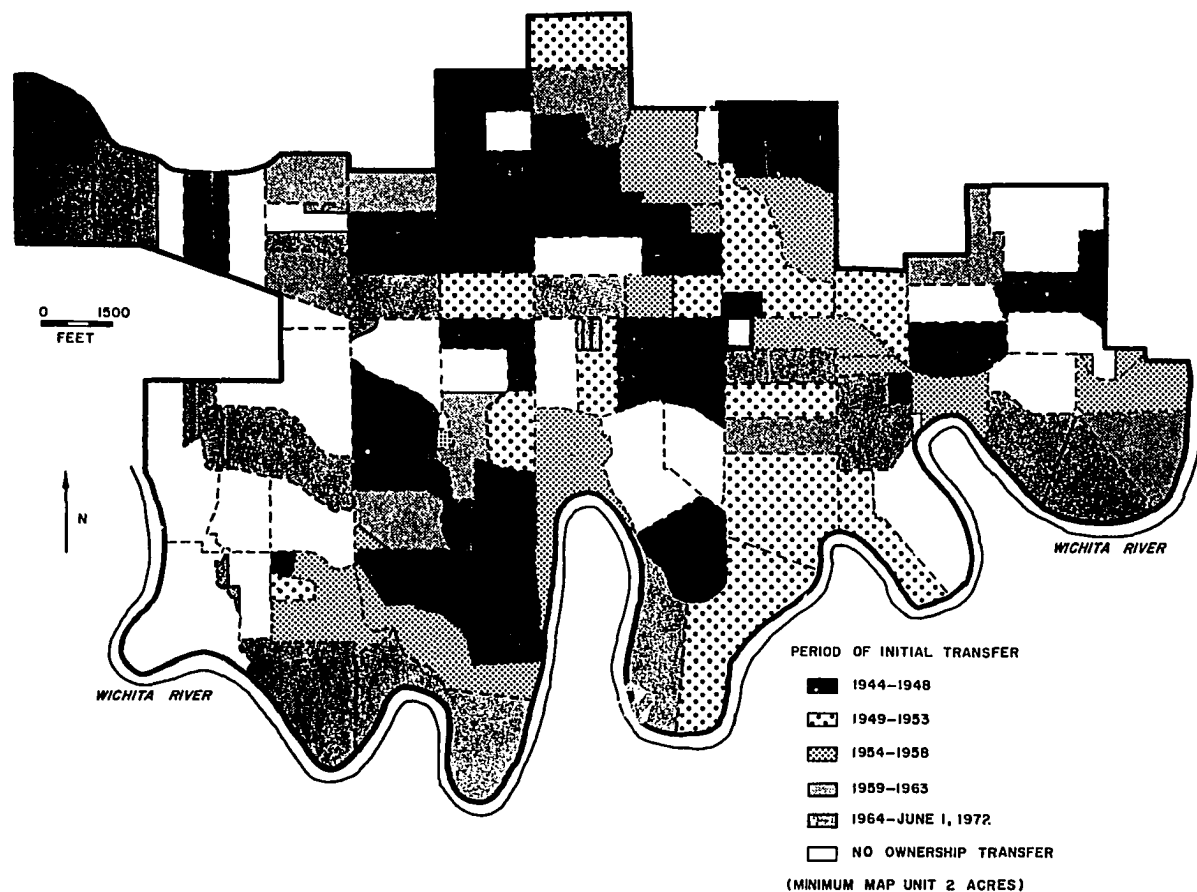 0 1500
FEET
N
WICHITA RIVER
WICHITA RIVER
PERIOD OF INITIAL TRANSFER
1944-1948
1949-1953
1954-1958
1959-1963
1964-JUNE 1, 1972
NO OWNERSHIP TRANSFER
(MINIMUM MAP UNIT 2 ACRES)